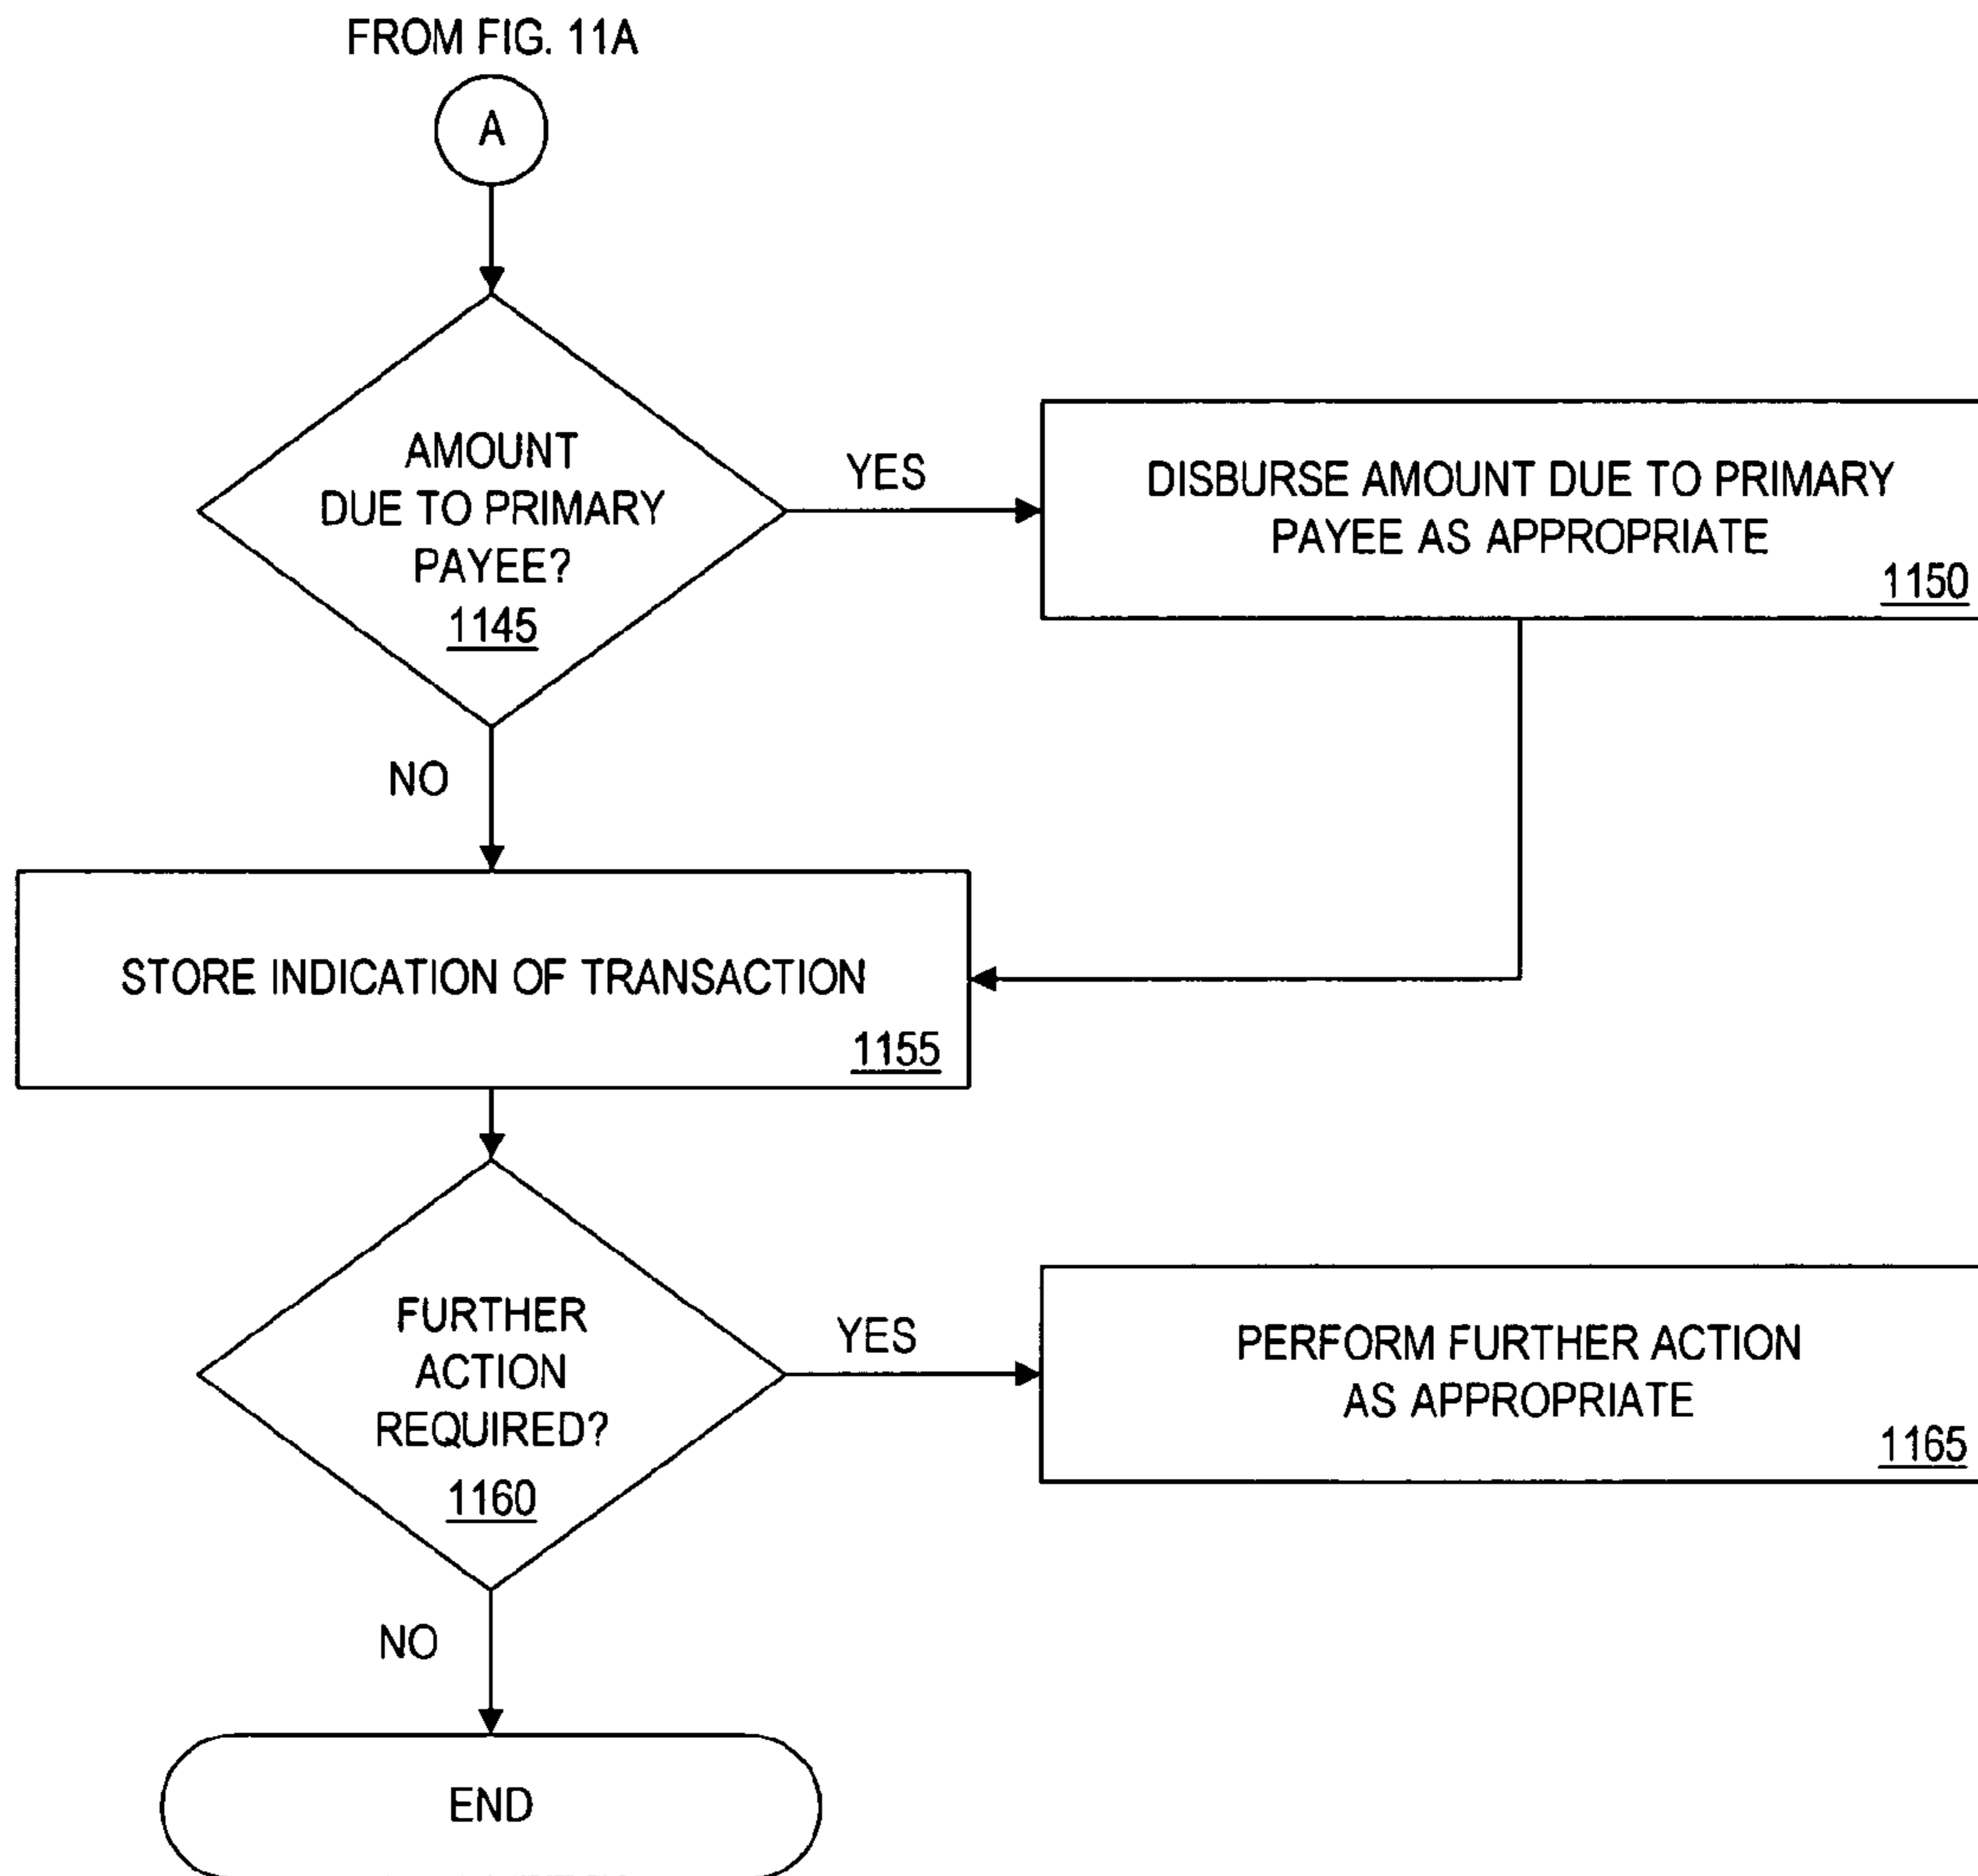 FROM FIG. 11A
A
AMOUNT
DUE TO PRIMARY
PAYEE?
1145
YES
DISBURSE AMOUNT DUE TO PRIMARY
PAYEE AS APPROPRIATE
1150
NO
STORE INDICATION OF TRANSACTION
1155
FURTHER
ACTION
REQUIRED?
1160
YES
PERFORM FURTHER ACTION
AS APPROPRIATE
1165
NO
END